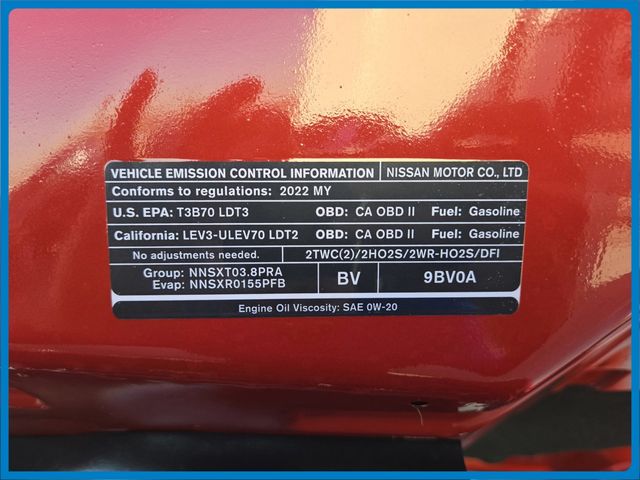 VEHICLE EMISSION CONTROL INFORMATION NISSAN MOTOR CO., LTD
Conforms to regulations: 2022 MY
U.S. EPA: T3B70 LDT3 OBD: CA OBD II Fuel: Gasoline
California: LEV3-ULEV70 LDT2 OBD: CA OBD II Fuel: Gasoline
No adjustments needed. 2TWC(2)/2HO2S/2WR-HO2S/DFI
Group: NNSXT03.8PRA BV 9BV0A
Evap: NNSXR0155PFB
Engine Oil Viscosity: SAE 0W-20